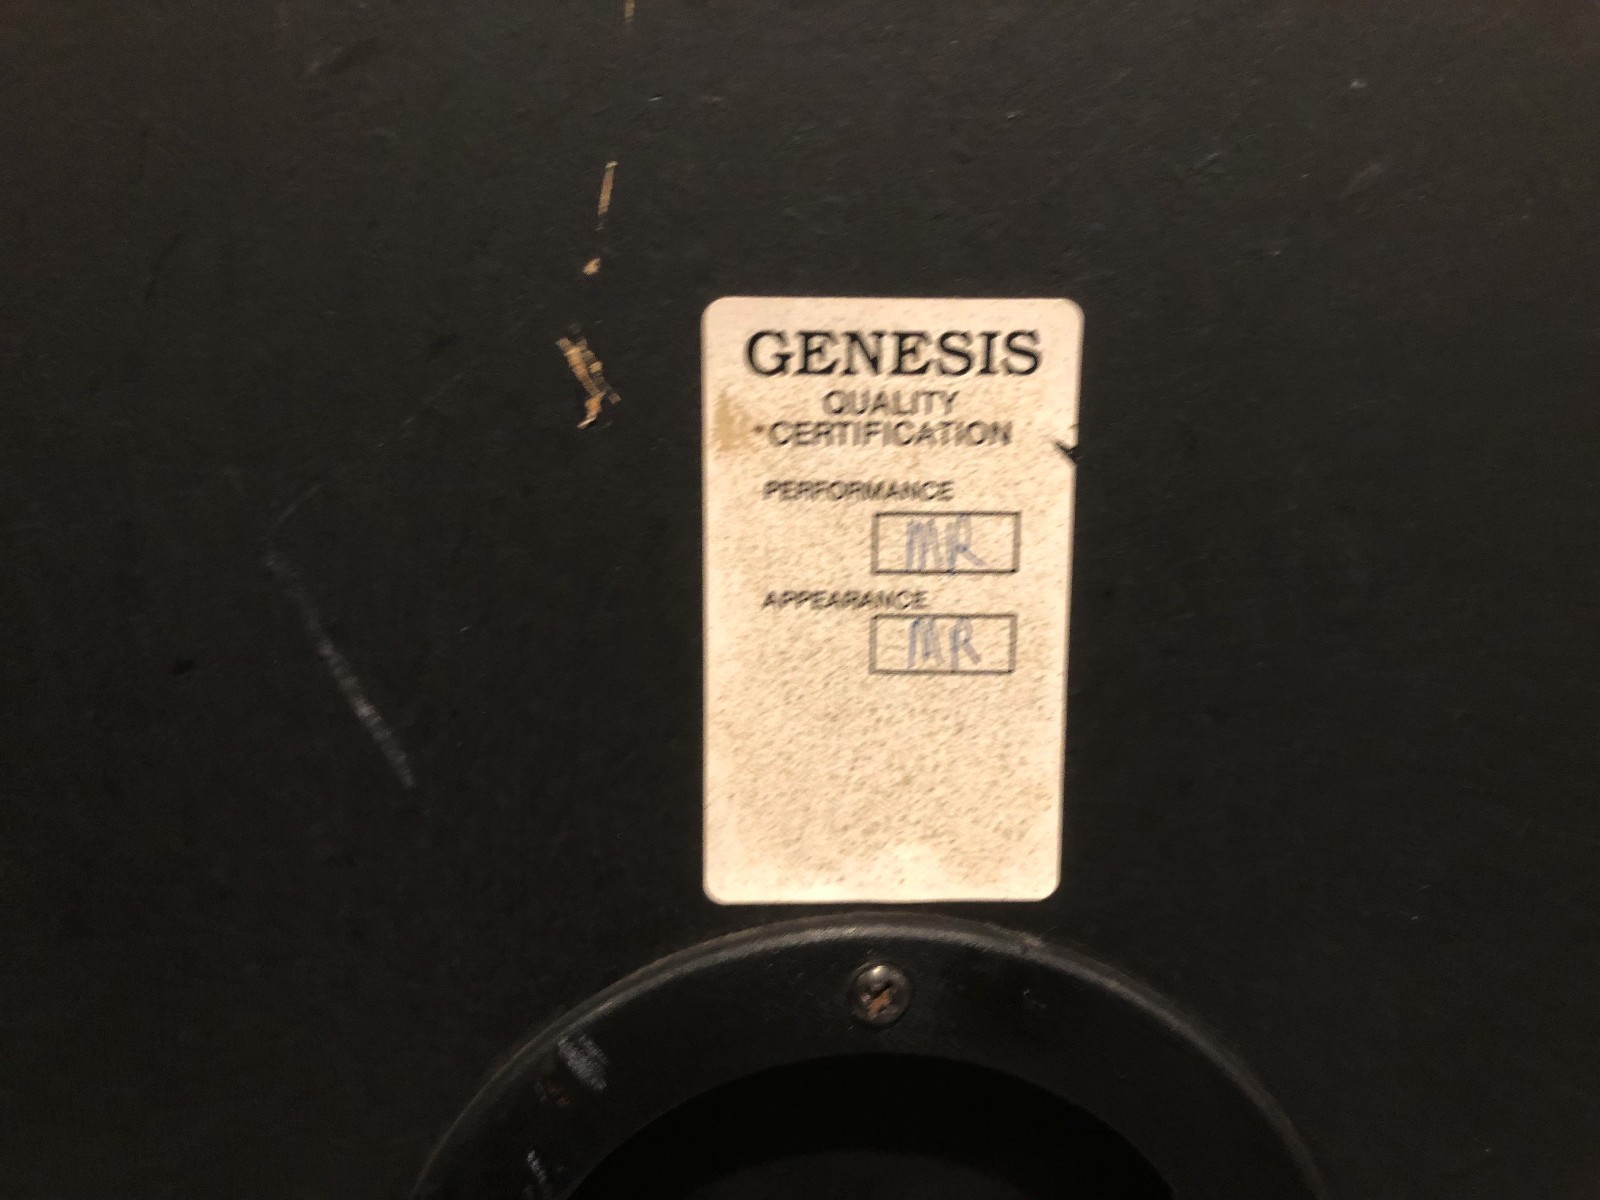 GENESIS
QUALITY
CERTIFICATION
PERFORMANCE
MR
APPEARANCE
MR